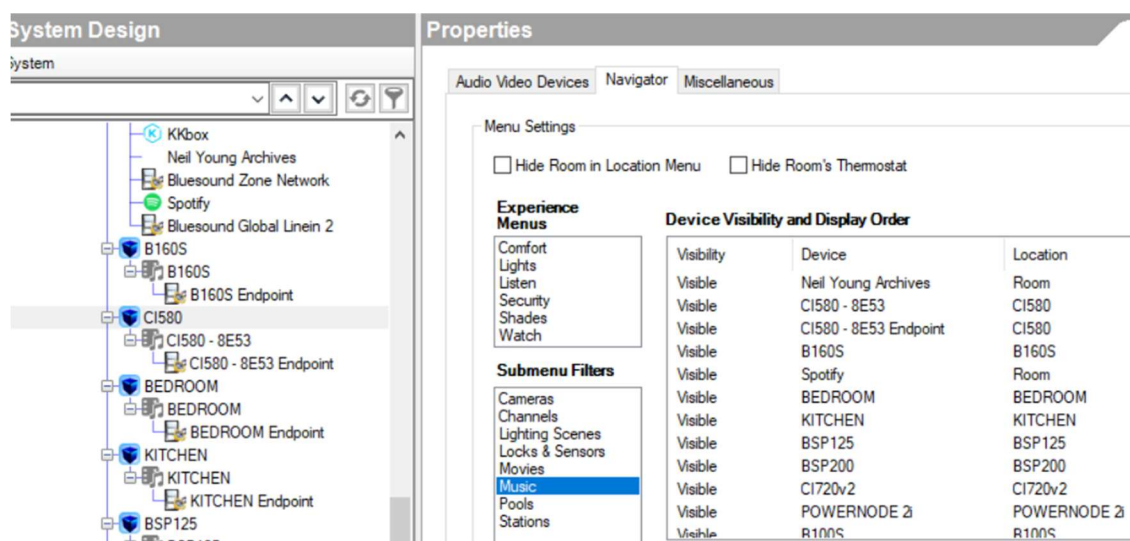 System Design
System
KKbox
Neil Young Archives
Bluesound Zone Network
Spotify
Bluesound Global Linein 2
B160S
B160S
B160S Endpoint
CI580
CI580 - 8E53
CI580 - 8E53 Endpoint
BEDROOM
BEDROOM
BEDROOM Endpoint
KITCHEN
KITCHEN
KITCHEN Endpoint
BSP125
Properties
Audio Video Devices Navigator Miscellaneous
Menu Settings
Hide Room in Location Menu Hide Room's Thermostat
Experience
Menus
Comfort
Lights
Listen
Security
Shades
Watch
Submenu Filters
Cameras
Channels
Lighting Scenes
Locks & Sensors
Movies
Music
Pools
Stations
Device Visibility and Display Order
Visibility Device Location
Visible Neil Young Archives Room
Visible CI580 - 8E53 CI580
Visible CI580 - 8E53 Endpoint CI580
Visible B160S B160S
Visible Spotify Room
Visible BEDROOM BEDROOM
Visible KITCHEN KITCHEN
Visible BSP125 BSP125
Visible BSP200 BSP200
Visible CI720v2 CI720v2
Visible POWERNODE 2i POWERNODE 2i
Visible B100S B100S